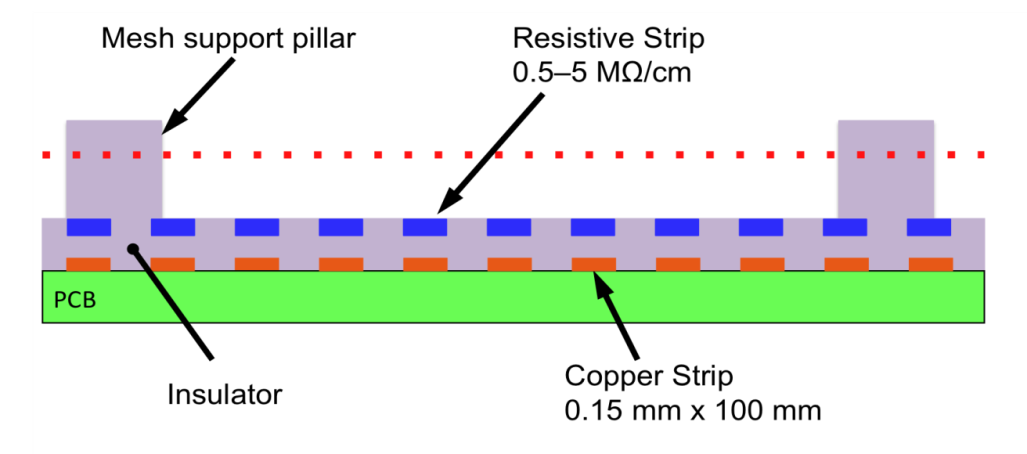 Mesh support pillar
Resistive Strip
0.5–5 MΩ/cm
PCB
Insulator
Copper Strip
0.15 mm x 100 mm